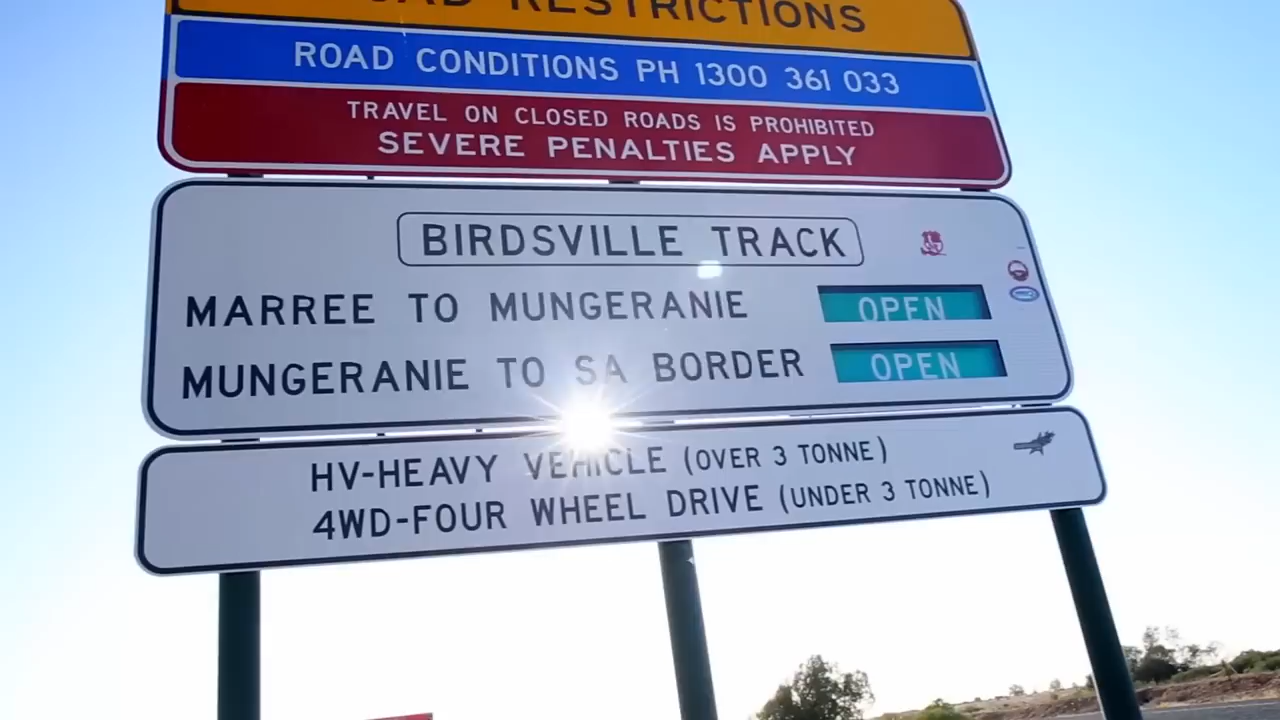 ROAD RESTRICTIONS
ROAD CONDITIONS PH 1300 361 033
TRAVEL ON CLOSED ROADS IS PROHIBITED
SEVERE PENALTIES APPLY
BIRDSVILLE TRACK
MARREE TO MUNGERANIE OPEN
MUNGERANIE TO SA BORDER OPEN
HV-HEAVY VEHICLE (OVER 3 TONNE)
4WD-FOUR WHEEL DRIVE (UNDER 3 TONNE)